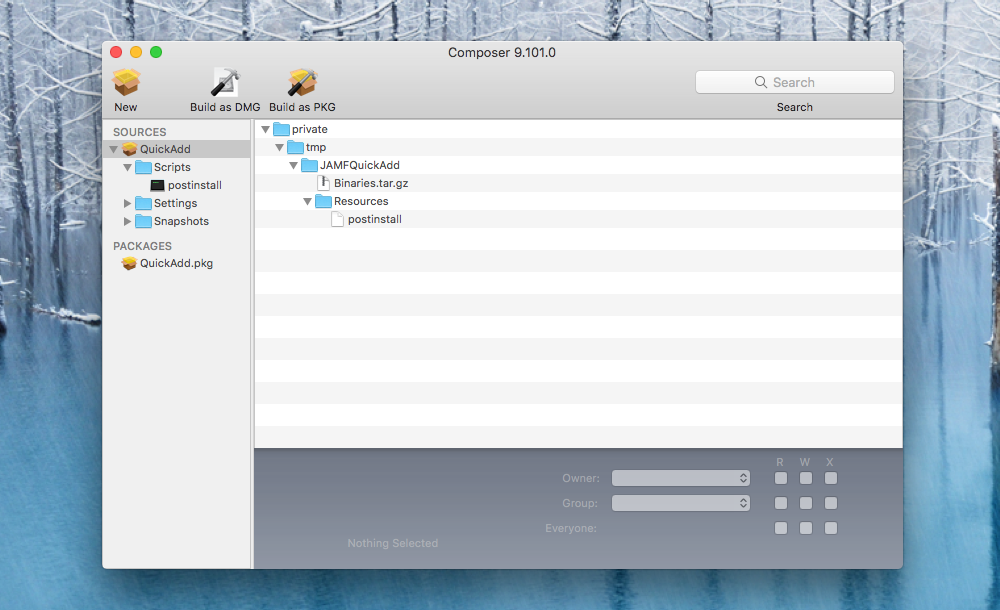 Composer 9.101.0
New
Build as DMG
Build as PKG
Search
Search
SOURCES
QuickAdd
Scripts
postinstall
Settings
Snapshots
PACKAGES
QuickAdd.pkg
private
tmp
JAMFQuickAdd
Binaries.tar.gz
Resources
postinstall
R W X
Owner:
Group:
Everyone:
Nothing Selected